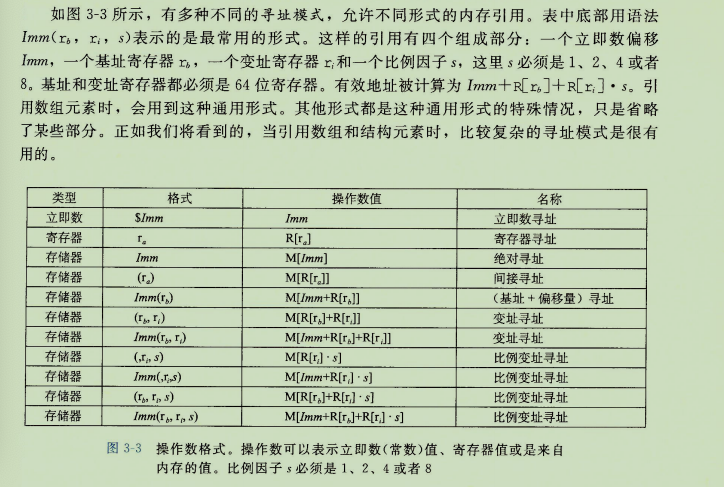 如图 3-3 所示，有多种不同的寻址模式，允许不同形式的内存引用。表中底部用语法
Imm(r_b, r_i, s)表示的是最常用的形式。这样的引用有四个组成部分：一个立即数偏移
Imm，一个基址寄存器 r_b，一个变址寄存器 r_i 和一个比例因子 s，这里 s 必须是 1、2、4 或者
8。基址和变址寄存器都必须是 64 位寄存器。有效地址被计算为 Imm+R[r_b]+R[r_i]·s。引
用数组元素时，会用到这种通用形式。其他形式都是这种通用形式的特殊情况，只是省略
了某些部分。正如我们将看到的，当引用数组和结构元素时，比较复杂的寻址模式是很有
用的。
类型 格式 操作数值 名称
立即数 $Imm Imm 立即数寻址
寄存器 r_a R[r_a] 寄存器寻址
存储器 Imm M[Imm] 绝对寻址
存储器 (r_a) M[R[r_a]] 间接寻址
存储器 Imm(r_b) M[Imm+R[r_b]] （基址+偏移量）寻址
存储器 (r_b, r_i) M[R[r_b]+R[r_i]] 变址寻址
存储器 Imm(r_b, r_i) M[Imm+R[r_b]+R[r_i]] 变址寻址
存储器 (,r_i, s) M[R[r_i]·s] 比例变址寻址
存储器 Imm(,r_i,s) M[Imm+R[r_i]·s] 比例变址寻址
存储器 (r_b, r_i, s) M[R[r_b]+R[r_i]·s] 比例变址寻址
存储器 Imm(r_b, r_i, s) M[Imm+R[r_b]+R[r_i]·s] 比例变址寻址
图 3-3 操作数格式。操作数可以表示立即数(常数)值、寄存器值或是来自
内存的值。比例因子 s 必须是 1、2、4 或者 8